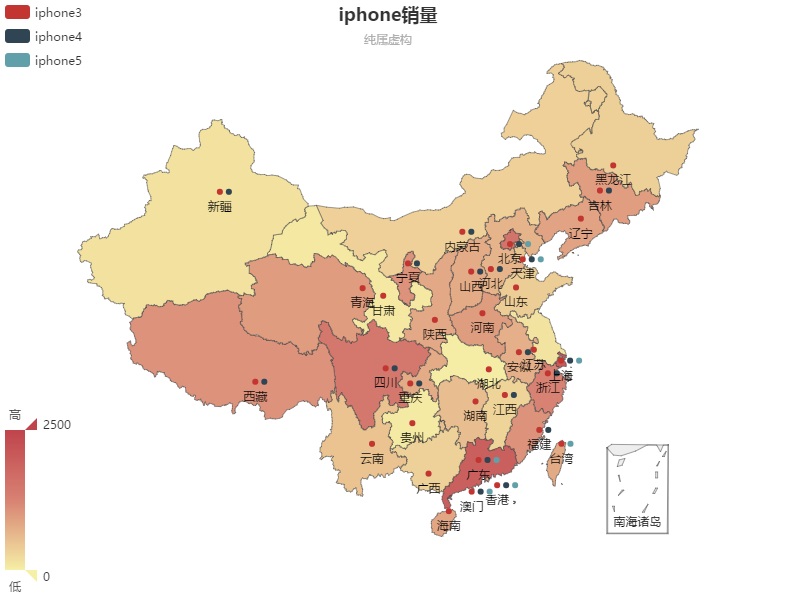 iphone3
iphone4
iphone5
iphone销量
纯属虚构
黑龙江
吉林
辽宁
新疆
内蒙古
北京
天津
宁夏
山西
河北
山东
青海
甘肃
陕西
河南
安徽
江苏
上海
四川
重庆
湖北
浙江
西藏
湖南
江西
贵州
福建
云南
广西
广东
台湾
澳门
香港
海南
南海诸岛
高
2500
0
低